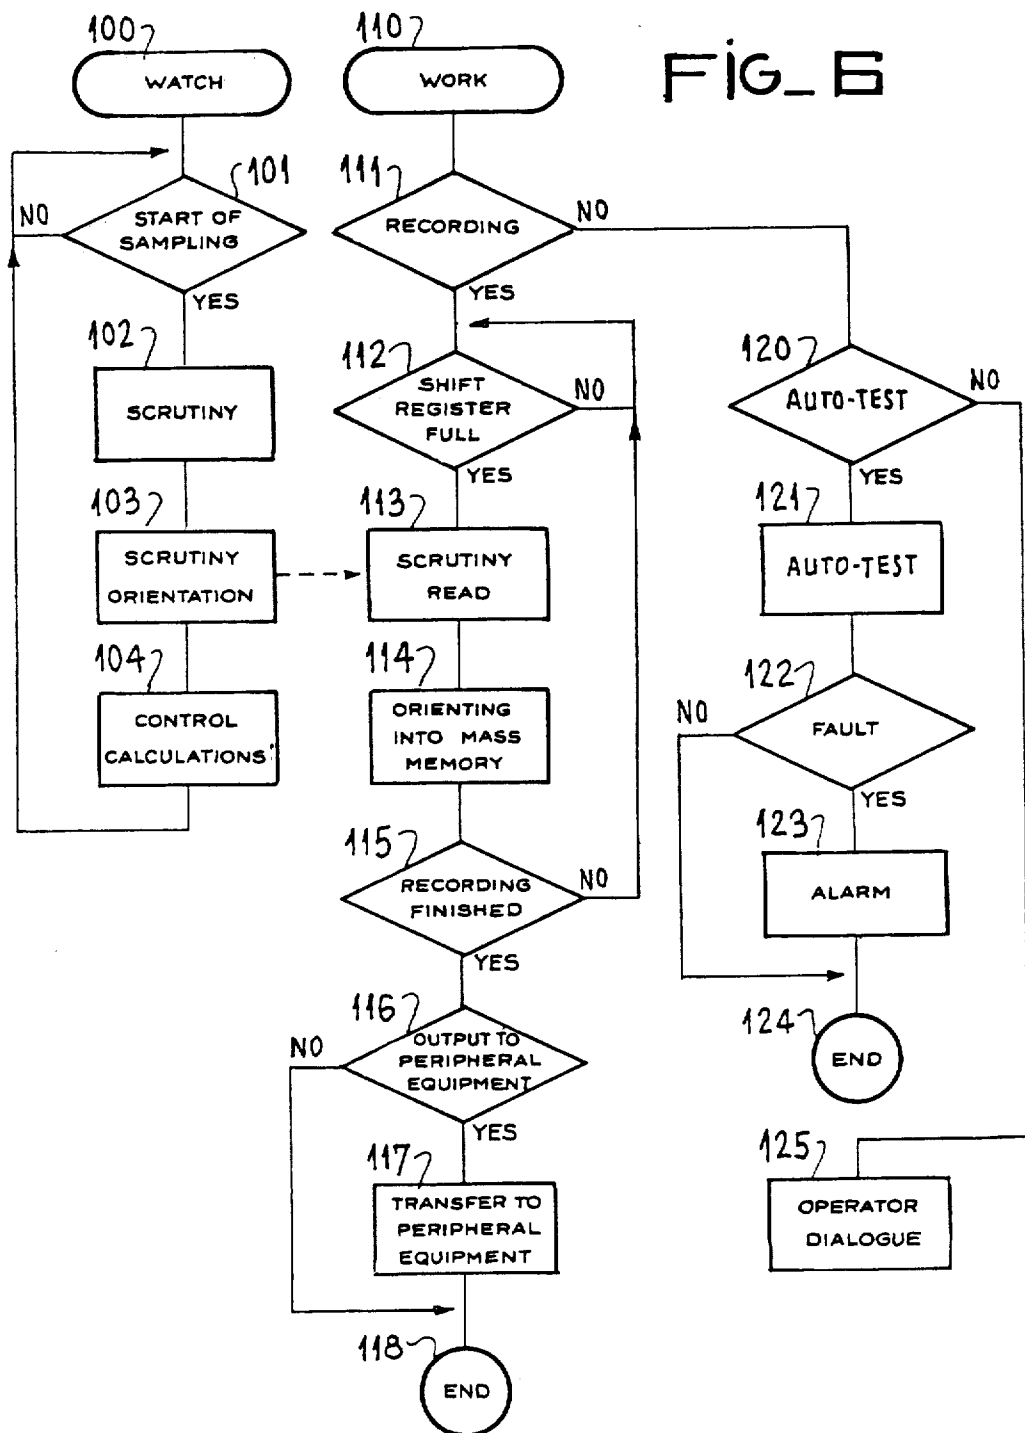 FIG_6
100
WATCH
101
START OF
SAMPLING
NO
YES
102
SCRUTINY
103
SCRUTINY
ORIENTATION
104
CONTROL
CALCULATIONS
110
WORK
111
RECORDING
NO
YES
112
SHIFT
REGISTER
FULL
NO
YES
113
SCRUTINY
READ
114
ORIENTING
INTO MASS
MEMORY
115
RECORDING
FINISHED
NO
YES
116
OUTPUT TO
PERIPHERAL
EQUIPMENT
NO
YES
117
TRANSFER TO
PERIPHERAL
EQUIPMENT
118
END
120
AUTO-TEST
NO
YES
121
AUTO-TEST
122
FAULT
NO
YES
123
ALARM
124
END
125
OPERATOR
DIALOGUE